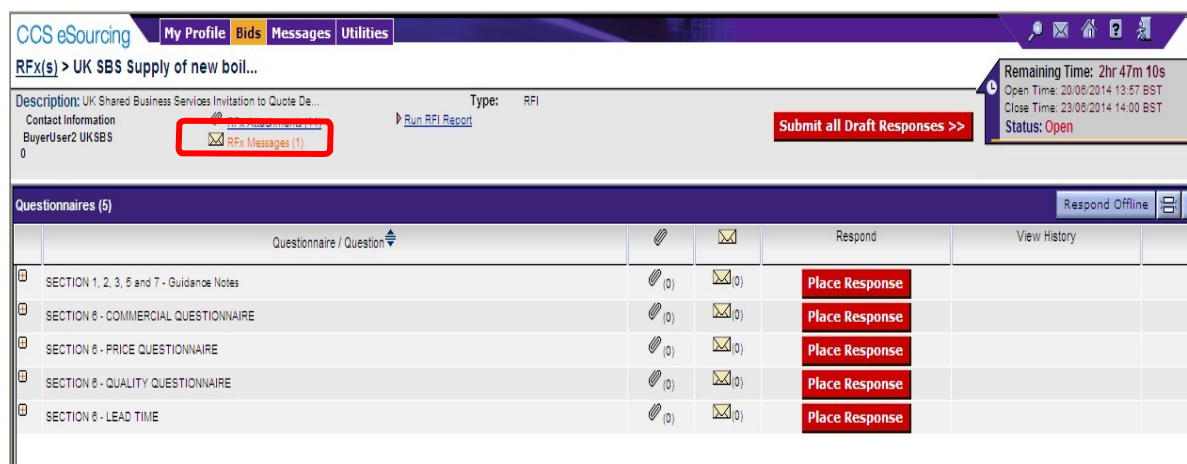 CCS eSourcing My Profile Bids Messages Utilities
RFx(s) > UK SBS Supply of new boil...
Remaining Time: 2hr 47m 10s
Open Time: 20/06/2014 13:57 BST
Close Time: 23/06/2014 14:00 BST
Status: Open
Description: UK Shared Business Services Invitation to Quote De... Type: RFI
Contact Information RFx Attachments (11) Run RFI Report
BuyerUser2 UKSBS RFx Messages (1)
0
Submit all Draft Responses >>
Questionnaires (5) Respond Offline
Questionnaire / Question Respond View History
SECTION 1, 2, 3, 5 and 7 - Guidance Notes (0) (0) Place Response
SECTION 6 - COMMERCIAL QUESTIONNAIRE (0) (0) Place Response
SECTION 6 - PRICE QUESTIONNAIRE (0) (0) Place Response
SECTION 6 - QUALITY QUESTIONNAIRE (0) (0) Place Response
SECTION 6 - LEAD TIME (0) (0) Place Response